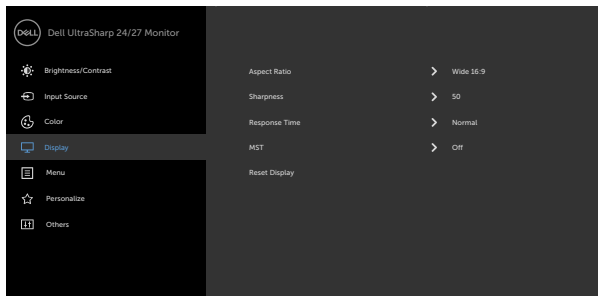 DELL Dell UltraSharp 24/27 Monitor
Brightness/Contrast
Input Source
Color
Display
Menu
Personalize
Others
Aspect Ratio Wide 16:9
Sharpness 50
Response Time Normal
MST Off
Reset Display